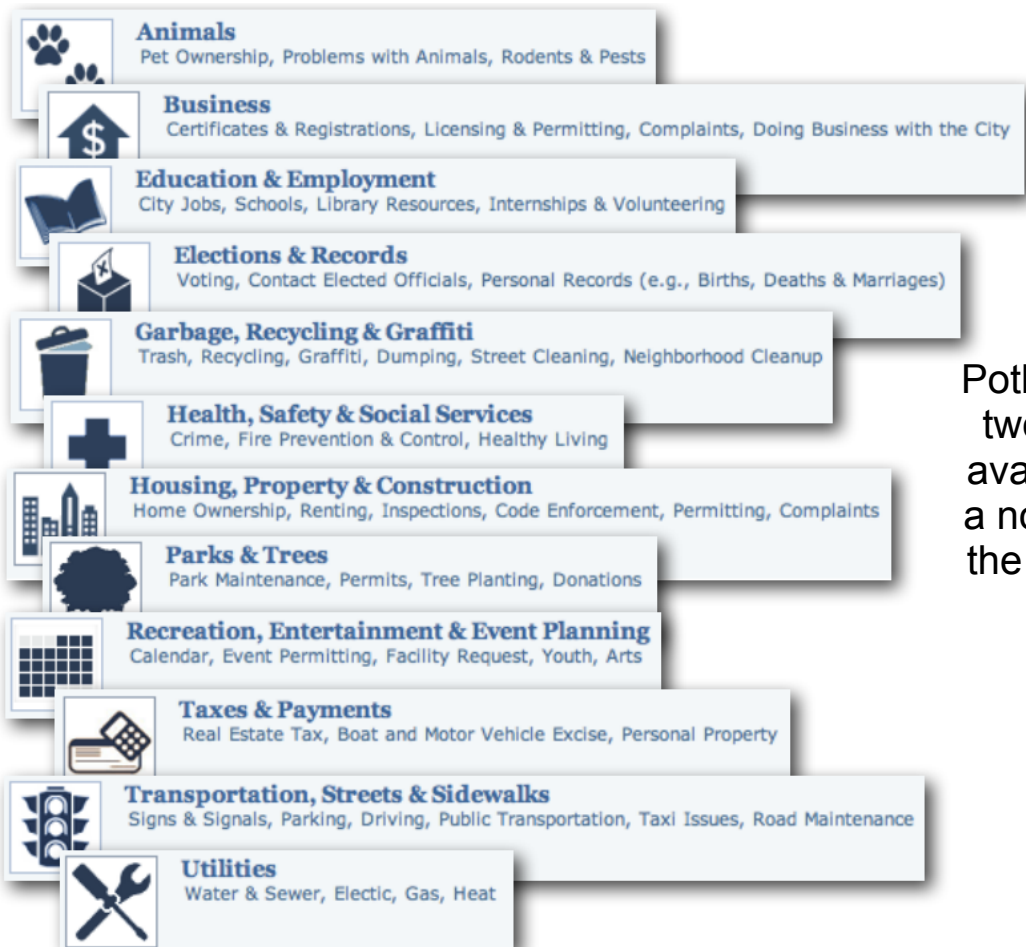 Animals
Pet Ownership, Problems with Animals, Rodents & Pests
$
Business
Certificates & Registrations, Licensing & Permitting, Complaints, Doing Business with the City
Education & Employment
City Jobs, Schools, Library Resources, Internships & Volunteering
Elections & Records
Voting, Contact Elected Officials, Personal Records (e.g., Births, Deaths & Marriages)
Garbage, Recycling & Graffiti
Trash, Recycling, Graffiti, Dumping, Street Cleaning, Neighborhood Cleanup
Health, Safety & Social Services
Crime, Fire Prevention & Control, Healthy Living
Housing, Property & Construction
Home Ownership, Renting, Inspections, Code Enforcement, Permitting, Complaints
Parks & Trees
Park Maintenance, Permits, Tree Planting, Donations
Recreation, Entertainment & Event Planning
Calendar, Event Permitting, Facility Request, Youth, Arts
Taxes & Payments
Real Estate Tax, Boat and Motor Vehicle Excise, Personal Property
Transportation, Streets & Sidewalks
Signs & Signals, Parking, Driving, Public Transportation, Taxi Issues, Road Maintenance
Utilities
Water & Sewer, Electic, Gas, Heat
Potl
two
ava
a no
the